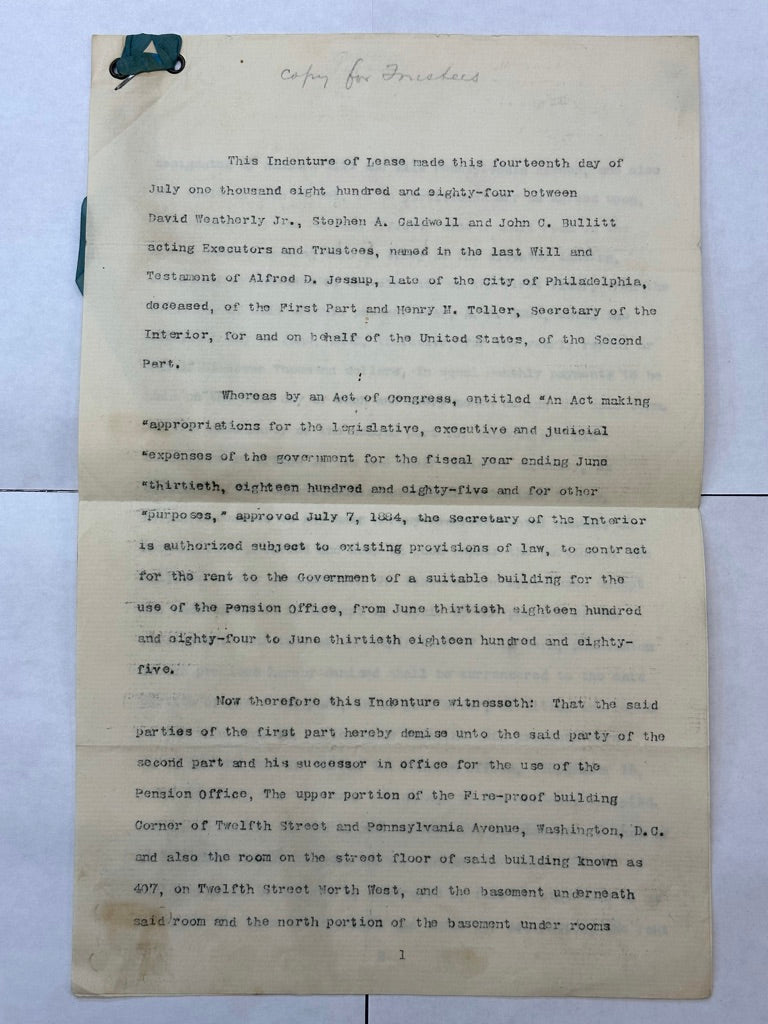 copy for Trustees
This Indenture of Lease made this fourteenth day of
July one thousand eight hundred and eighty-four between
David Weatherly Jr., Stephen A. Caldwell and John C. Bullitt
acting Executors and Trustees, named in the last Will and
Testament of Alfred D. Jessup, late of the City of Philadelphia,
deceased, of the First Part and Henry M. Teller, Secretary of the
Interior, for and on behalf of the United States, of the Second
Part.
Whereas by an Act of Congress, entitled "An Act making
"appropriations for the legislative, executive and judicial
"expenses of the government for the fiscal year ending June
"thirtieth, eighteen hundred and eighty-five and for other
"purposes," approved July 7, 1884, the Secretary of the Interior
is authorized subject to existing provisions of law, to contract
for the rent to the Government of a suitable building for the
use of the Pension Office, from June thirtieth eighteen hundred
and eighty-four to June thirtieth eighteen hundred and eighty-
five.
Now therefore this Indenture witnesseth: That the said
parties of the first part hereby demise unto the said party of the
second part and his successor in office for the use of the
Pension Office, The upper portion of the Fire-proof building
Corner of Twelfth Street and Pennsylvania Avenue, Washington, D.C.
and also the room on the street floor of said building known as
407, on Twelfth Street North West, and the basement underneath
said room and the north portion of the basement under rooms
1